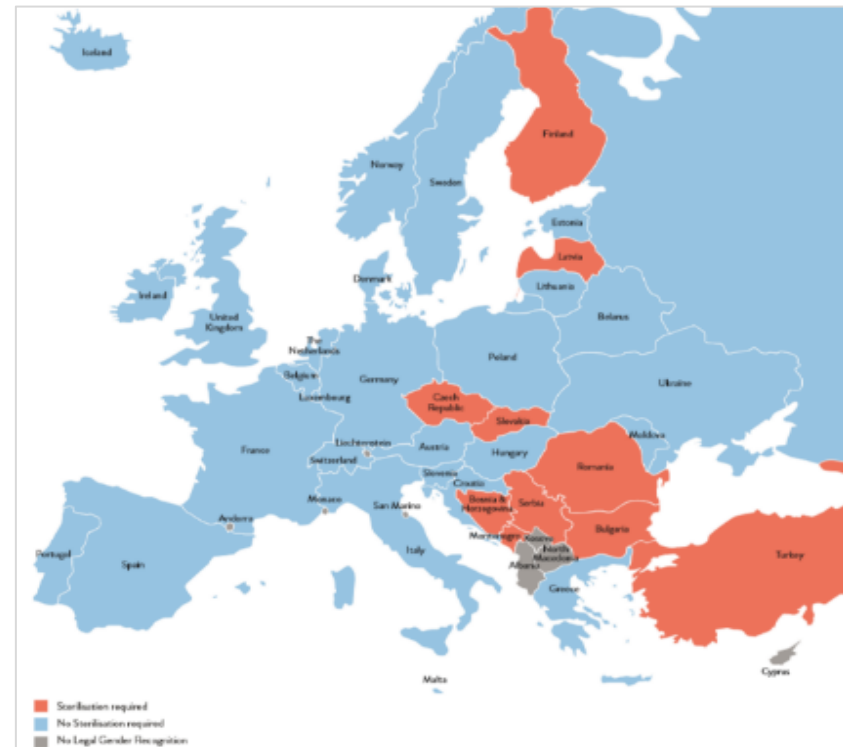 Iceland
Finland
Norway
Sweden
Estonia
Latvia
Denmark
Lithuania
Ireland
United
Kingdom
Belarus
The
Netherlands
Poland
Belgium
Germany
Ukraine
Luxembourg
Czech
Republic
Slovakia
France
Liechtenstein
Austria
Moldova
Switzerland
Hungary
Slovenia
Romania
Croatia
Monaco
San Marino
Bosnia &
Herzegovina
Serbia
Andorra
Bulgaria
Montenegro
Kosovo
North
Macedonia
Portugal
Spain
Italy
Albania
Turkey
Greece
Malta
Cyprus
Sterilisation required
No Sterilisation required
No Legal Gender Recognition